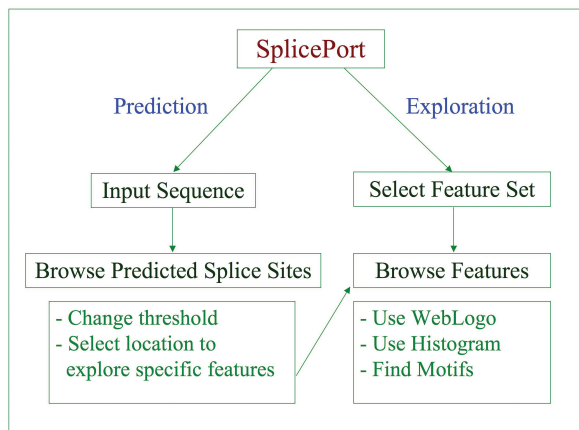 SplicePort
Prediction
Exploration
Input Sequence
Select Feature Set
Browse Predicted Splice Sites
Browse Features
- Change threshold
- Select location to
explore specific features
- Use WebLogo
- Use Histogram
- Find Motifs